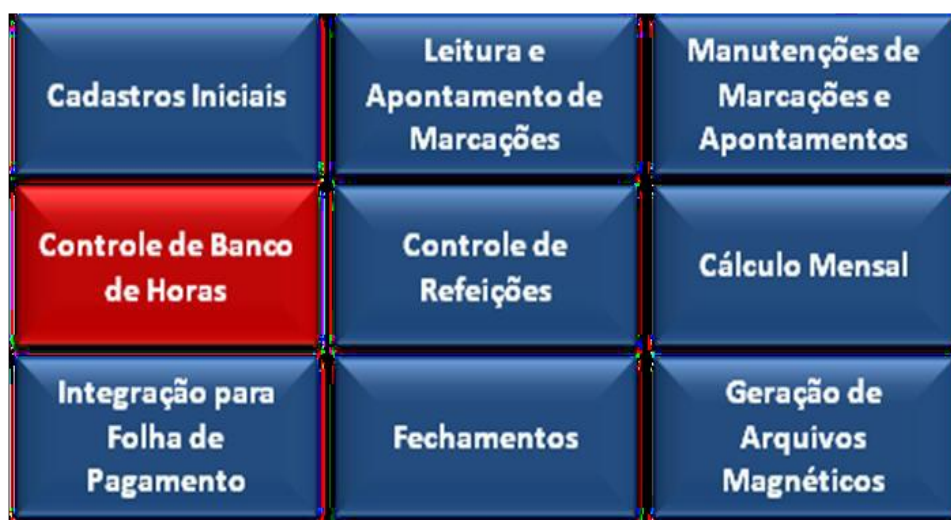 Cadastros Iniciais
Leitura e
Apontamento de
Marcações
Manutenções de
Marcações e
Apontamentos
Controle de Banco
de Horas
Controle de
Refeições
Cálculo Mensal
Integração para
Folha de
Pagamento
Fechamentos
Geração de
Arquivos
Magnéticos